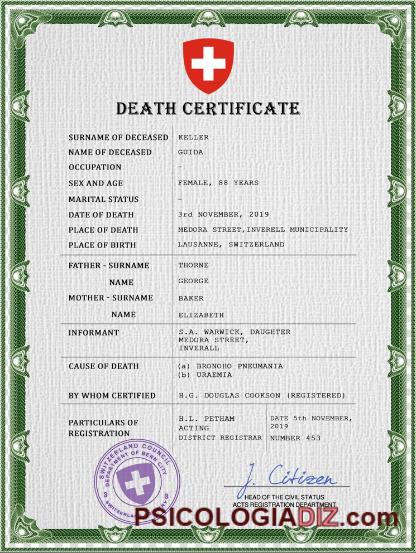 DEATH CERTIFICATE
SURNAME OF DECEASED KELLER
NAME OF DECEASED GUIDA
OCCUPATION -
SEX AND AGE FEMALE, 88 YEARS
MARITAL STATUS -
DATE OF DEATH 3rd NOVEMBER, 2019
PLACE OF DEATH MEDORA STREET,INVERELL MUNICIPALITY
PLACE OF BIRTH LAUSANNE, SWITZERLAND
FATHER - SURNAME THORNE
NAME GEORGE
MOTHER - SURNAME BAKER
NAME ELIZABETH
INFORMANT S.A. WARWICK, DAUGHTER
MEDORA STREET,
INVERALL
CAUSE OF DEATH (a) BRONOHO PNEUMANIA
(b) URAEMIA
BY WHOM CERTIFIED H.G. DOUGLAS COOKSON (REGISTERED)
PARTICULARS OF REGISTRATION
H.L. PETHAM
ACTING
DISTRICT REGISTRAR
DATE 5th NOVEMBER,
2019
NUMBER 453
SWITZERLAND COUNCIL
DEPARTMENT OF BERN CITY
J. Citizen
HEAD OF THE CIVIL STATUS
ACTS REGISTRATION DEPARTMENT
PSICOLOGIADIZ.com